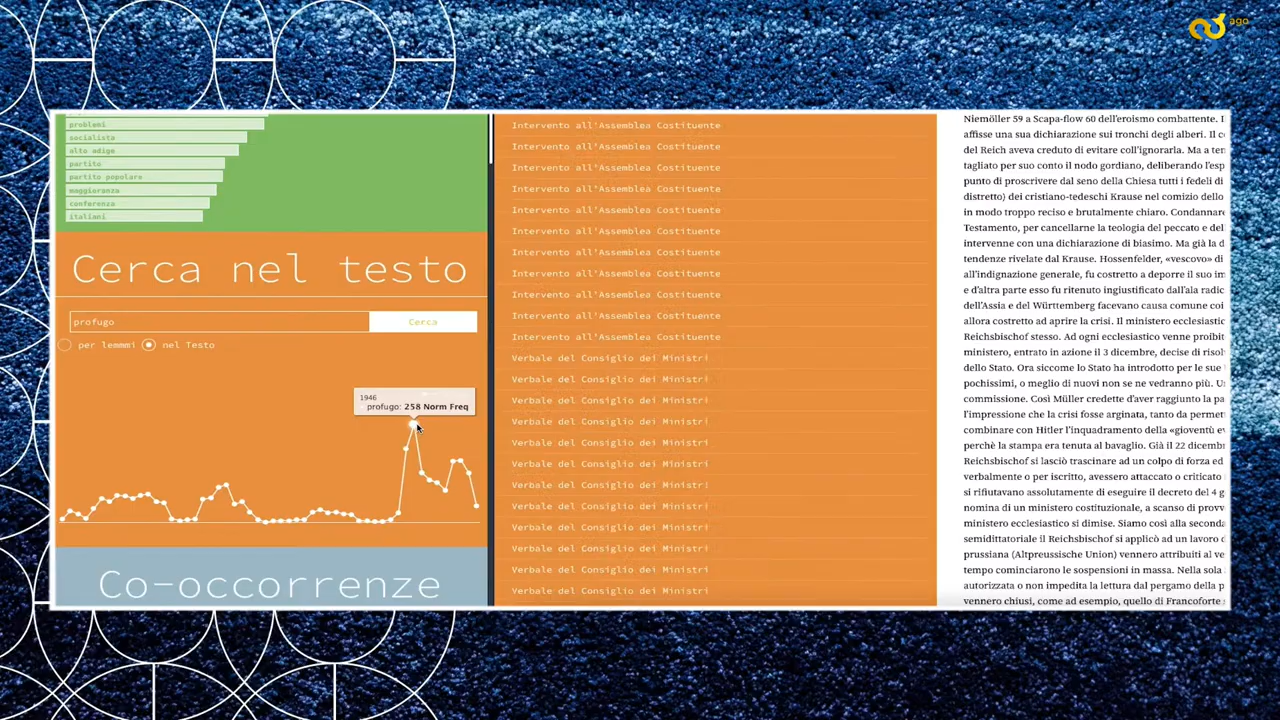 ago
problemi
socialista
alto adige
partito
partito popolare
maggioranza
conferenza
italiani
Cerca nel testo
profugo
Cerca
per lemmmi
nel Testo
1946
profugo: 258 Norm Freq
Co-occorrenze
Intervento all'Assemblea Costituente
Intervento all'Assemblea Costituente
Intervento all'Assemblea Costituente
Intervento all'Assemblea Costituente
Intervento all'Assemblea Costituente
Intervento all'Assemblea Costituente
Intervento all'Assemblea Costituente
Intervento all'Assemblea Costituente
Intervento all'Assemblea Costituente
Intervento all'Assemblea Costituente
Intervento all'Assemblea Costituente
Verbale del Consiglio dei Ministri
Verbale del Consiglio dei Ministri
Verbale del Consiglio dei Ministri
Verbale del Consiglio dei Ministri
Verbale del Consiglio dei Ministri
Verbale del Consiglio dei Ministri
Verbale del Consiglio dei Ministri
Verbale del Consiglio dei Ministri
Verbale del Consiglio dei Ministri
Verbale del Consiglio dei Ministri
Verbale del Consiglio dei Ministri
Verbale del Consiglio dei Ministri
Niemöller 59 a Scapa-flow 60 dell'eroismo combattente.
affisse una sua dichiarazione sui tronchi degli alberi. Il
del Reich aveva creduto di evitare coll'ignorarla. Ma a
tagliato per suo conto il nodo gordiano, deliberando
punto di proscrivere dal seno della Chiesa tutti i fedeli di
distretto) dei cristiano-tedeschi Krause nel comizio dello
in modo troppo reciso e brutalmente chiaro.
Testamento, per cancellarne la teologia del peccato e
intervenne con una dichiarazione di biasimo. Ma già la
tendenze rivelate dal Krause. Hossenfelder, «vescovo» di
all'indignazione generale, fu costretto a deporre il suo
e d'altra parte esso fu ritenuto ingiustificato dall'ala
dell'Assia e del Württemberg facevano causa comune
allora costretto ad aprire la crisi. Il ministero
Reichsbischof stesso. Ad ogni ecclesiastico venne
ministero, entrato in azione il 3 dicembre, decise di
dello Stato. Ora siccome lo Stato ha introdotto per le sue
pochissimi, o meglio di nuovi non se ne vedranno più.
commissione. Così Müller credette d'aver raggiunto la
l'impressione che la crisi fosse arginata, tanto da
combinare con Hitler l'inquadramento della «gioventù
perchè la stampa era tenuta al bavaglio. Già il 22
Reichsbischof si lasciò trascinare ad un colpo di forza ed
verbalmente o per iscritto, avessero attaccato o criticato
si rifiutavano assolutamente di eseguire il decreto del 4
nomina di un ministero costituzionale, a scanso di
ministero ecclesiastico si dimise. Siamo così alla
semidittatoriale il Reichsbischof si applicò ad un lavoro
prussiana (Altpreussische Union) vennero attribuiti al
tempo cominciarono le sospensioni in massa. Nella sola
autorizzata o non impedita la lettura dal pergamo della
vennero chiusi, come ad esempio, quello di Francoforte